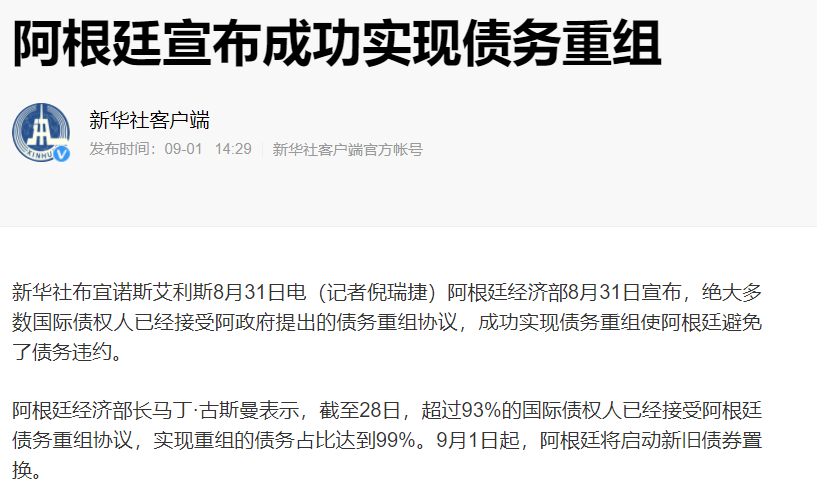 阿根廷宣布成功实现债务重组
新华社客户端
发布时间：09-01 14:29 新华社客户端官方帐号
XINHU
新华社布宜诺斯艾利斯8月31日电（记者倪瑞捷）阿根廷经济部8月31日宣布，绝大多
数国际债权人已经接受阿政府提出的债务重组协议，成功实现债务重组使阿根廷避免
了债务违约。
阿根廷经济部长马丁·古斯曼表示，截至28日，超过93%的国际债权人已经接受阿根廷
债务重组协议，实现重组的债务占比达到99%。9月1日起，阿根廷将启动新旧债券置
换。